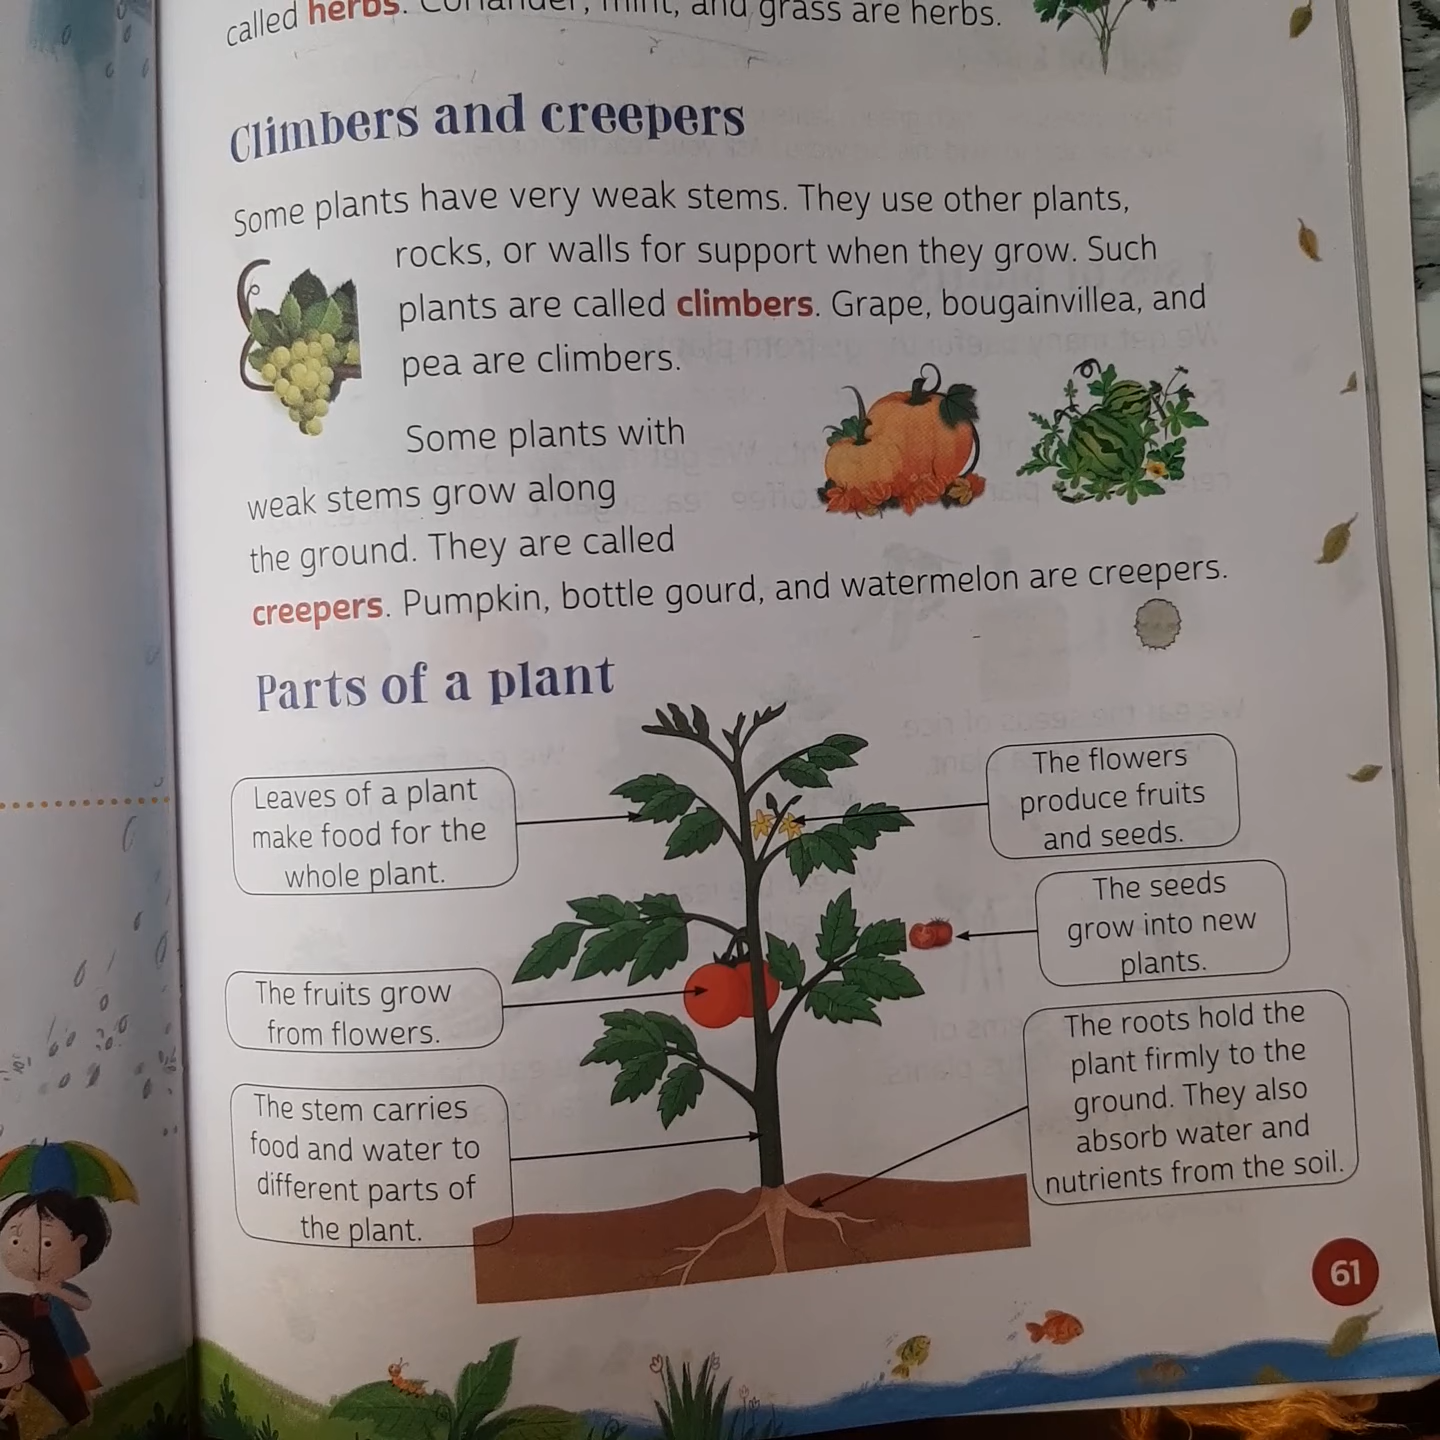 called herbs. Coriander, mint, and grass are herbs.
Climbers and creepers
Some plants have very weak stems. They use other plants,
rocks, or walls for support when they grow. Such
plants are called climbers. Grape, bougainvillea, and
pea are climbers.
Some plants with
weak stems grow along
the ground. They are called
creepers. Pumpkin, bottle gourd, and watermelon are creepers.
Parts of a plant
Leaves of a plant
make food for the
whole plant.
The flowers
produce fruits
and seeds.
The seeds
grow into new
plants.
The fruits grow
from flowers.
The roots hold the
plant firmly to the
ground. They also
absorb water and
nutrients from the soil.
The stem carries
food and water to
different parts of
the plant.
61